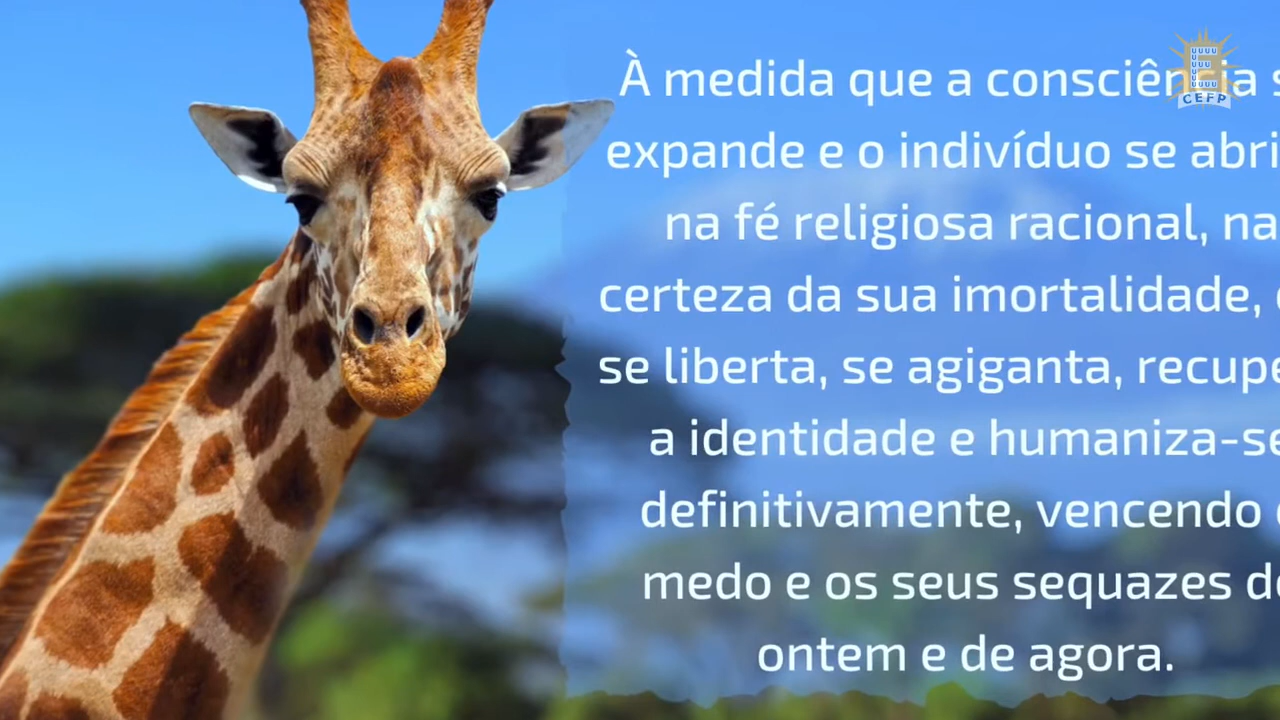 À medida que a consciência s
expande e o indivíduo se abri
na fé religiosa racional, na
certeza da sua imortalidade,
se liberta, se agiganta, recupe
a identidade e humaniza-se
definitivamente, vencendo
medo e os seus sequazes de
ontem e de agora.
CEFP